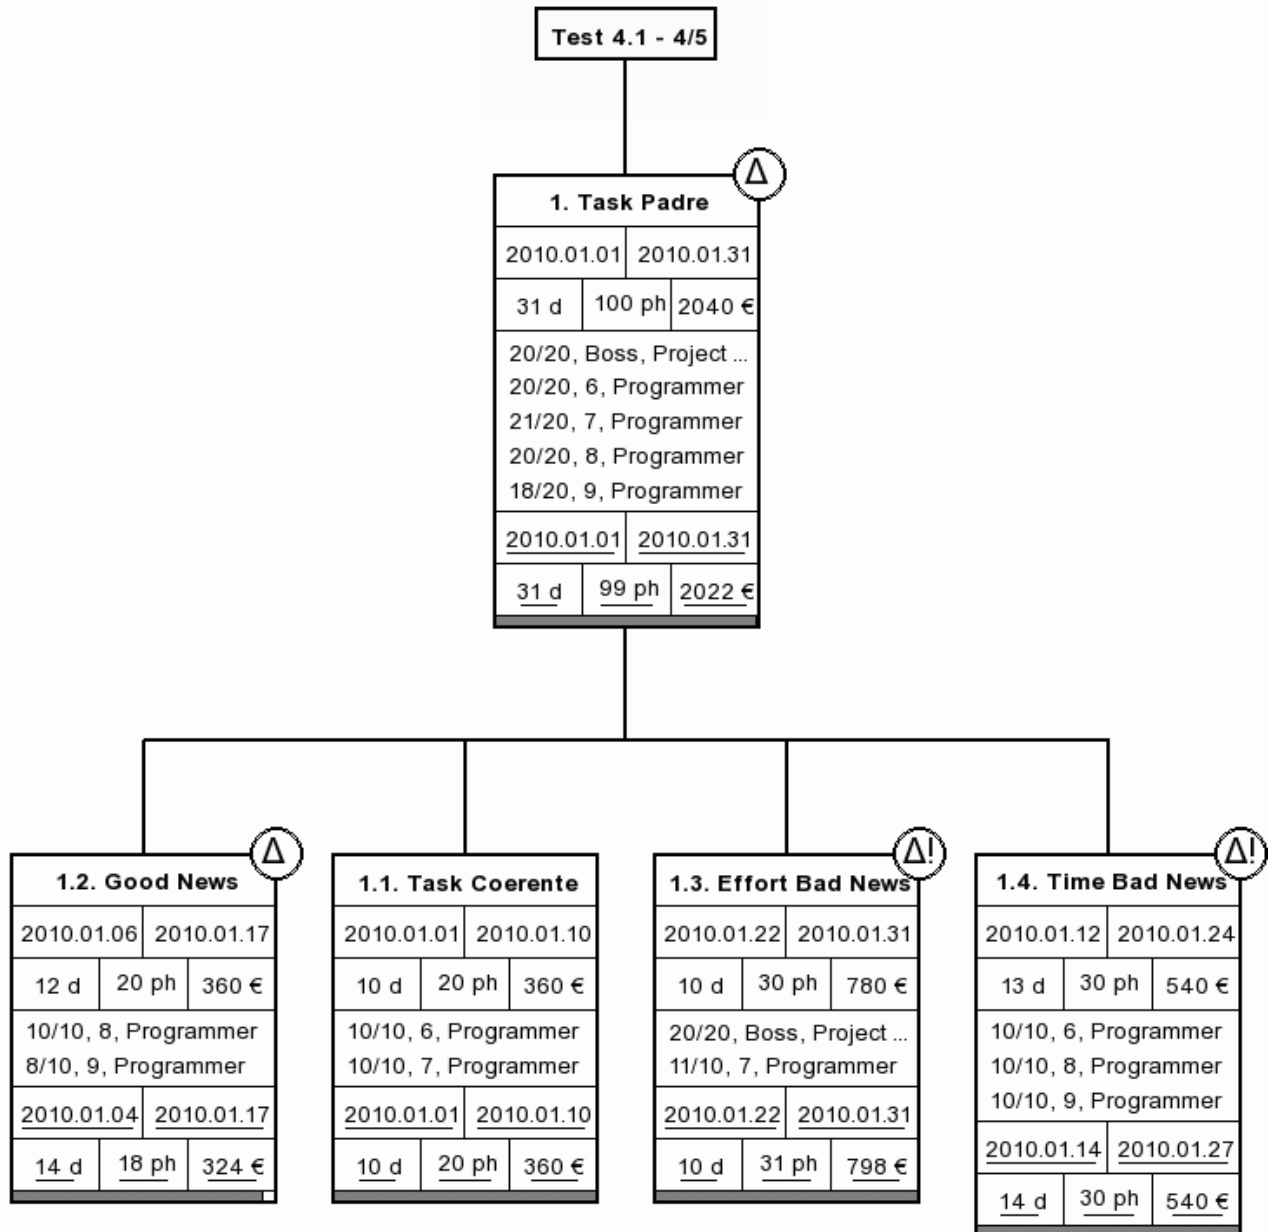 Test 4.1 - 4/5
Δ
1. Task Padre
2010.01.01 2010.01.31
31 d 100 ph 2040 €
20/20, Boss, Project ...
20/20, 6, Programmer
21/20, 7, Programmer
20/20, 8, Programmer
18/20, 9, Programmer
2010.01.01 2010.01.31
31 d 99 ph 2022 €
Δ
1.2. Good News
2010.01.06 2010.01.17
12 d 20 ph 360 €
10/10, 8, Programmer
8/10, 9, Programmer
2010.01.04 2010.01.17
14 d 18 ph 324 €
1.1. Task Coerente
2010.01.01 2010.01.10
10 d 20 ph 360 €
10/10, 6, Programmer
10/10, 7, Programmer
2010.01.01 2010.01.10
10 d 20 ph 360 €
Δ!
1.3. Effort Bad News
2010.01.22 2010.01.31
10 d 30 ph 780 €
20/20, Boss, Project ...
11/10, 7, Programmer
2010.01.22 2010.01.31
10 d 31 ph 798 €
Δ!
1.4. Time Bad News
2010.01.12 2010.01.24
13 d 30 ph 540 €
10/10, 6, Programmer
10/10, 8, Programmer
10/10, 9, Programmer
2010.01.14 2010.01.27
14 d 30 ph 540 €